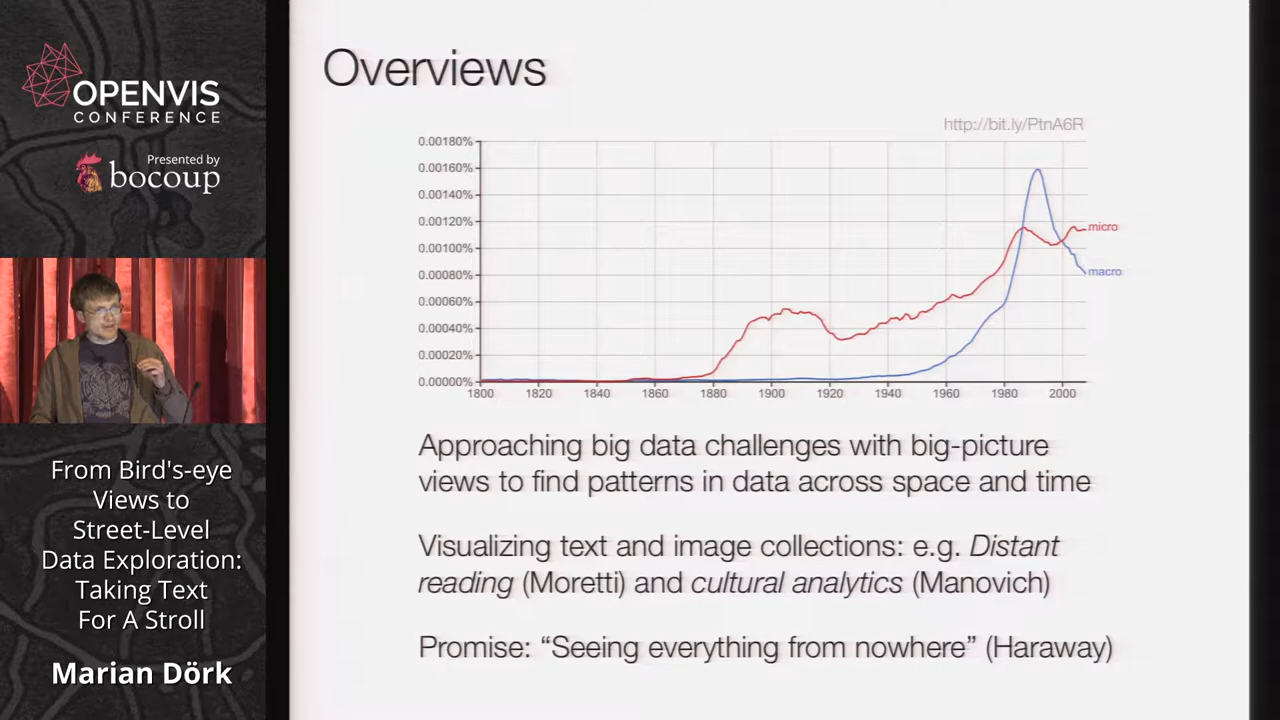 OPENVIS
CONFERENCE
Presented by
bocoup
From Bird's-eye
Views to
Street-Level
Data Exploration:
Taking Text
For A Stroll
Marian Dörk
Overviews
http://bit.ly/PtnA6R
0.00180%
0.00160%
0.00140%
0.00120%
0.00100%
0.00080%
0.00060%
0.00040%
0.00020%
0.00000%
micro
macro
1800 1820 1840 1860 1880 1900 1920 1940 1960 1980 2000
Approaching big data challenges with big-picture
views to find patterns in data across space and time
Visualizing text and image collections: e.g. Distant
reading (Moretti) and cultural analytics (Manovich)
Promise: “Seeing everything from nowhere” (Haraway)